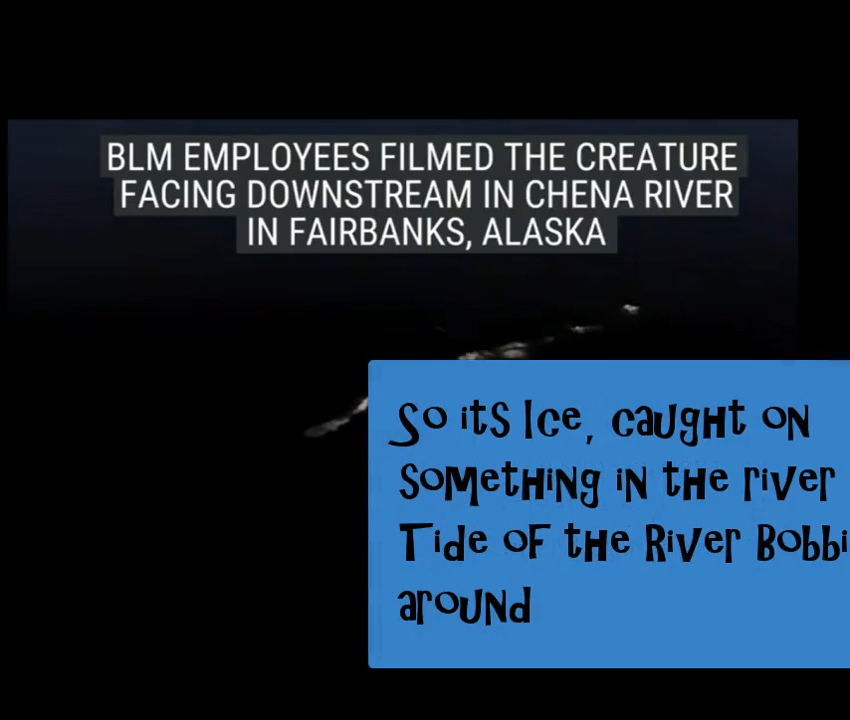 BLM EMPLOYEES FILMED THE CREATURE
FACING DOWNSTREAM IN CHENA RIVER
IN FAIRBANKS, ALASKA
So its Ice, caught on
something in the river
Tide of the River Bobbi
around